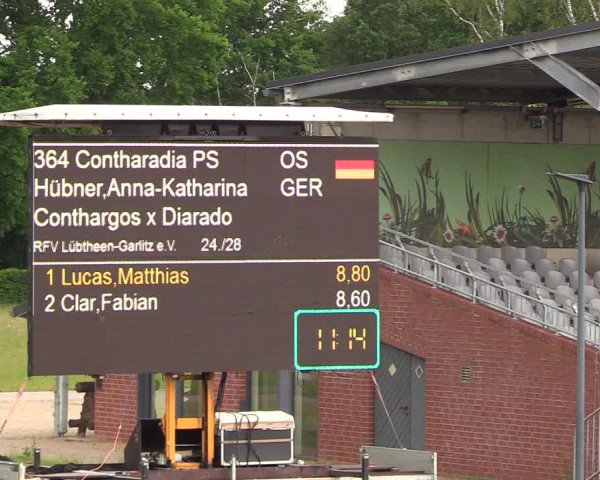 364 Contharadia PS OS
Hübner,Anna-Katharina GER
Conthargos x Diarado
RFV Lübtheen-Garlitz e.V. 24./28
1 Lucas,Matthias 8,80
2 Clar,Fabian 8,60
11:14